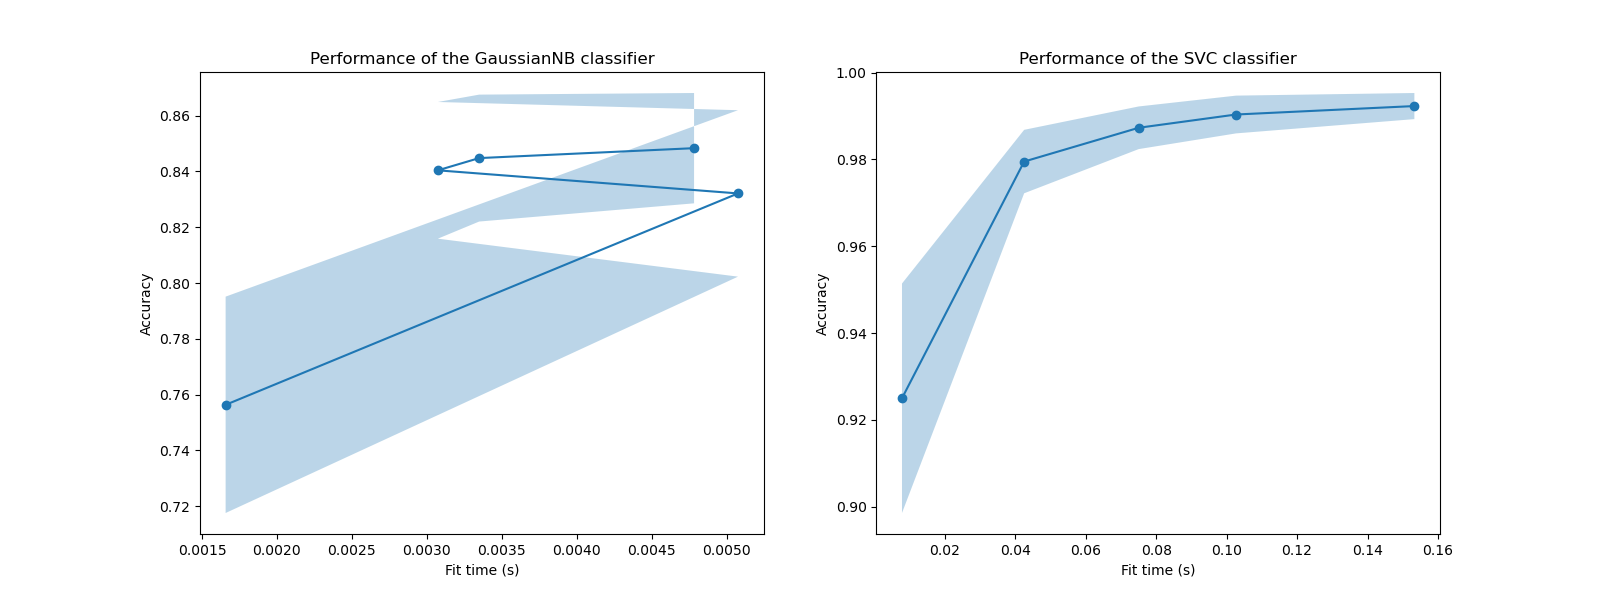 Performance of the GaussianNB classifier
Accuracy
0.86
0.84
0.82
0.80
0.78
0.76
0.74
0.72
0.0015 0.0020 0.0025 0.0030 0.0035 0.0040 0.0045 0.0050
Fit time (s)
Performance of the SVC classifier
Accuracy
1.00
0.98
0.96
0.94
0.92
0.90
0.02 0.04 0.06 0.08 0.10 0.12 0.14 0.16
Fit time (s)